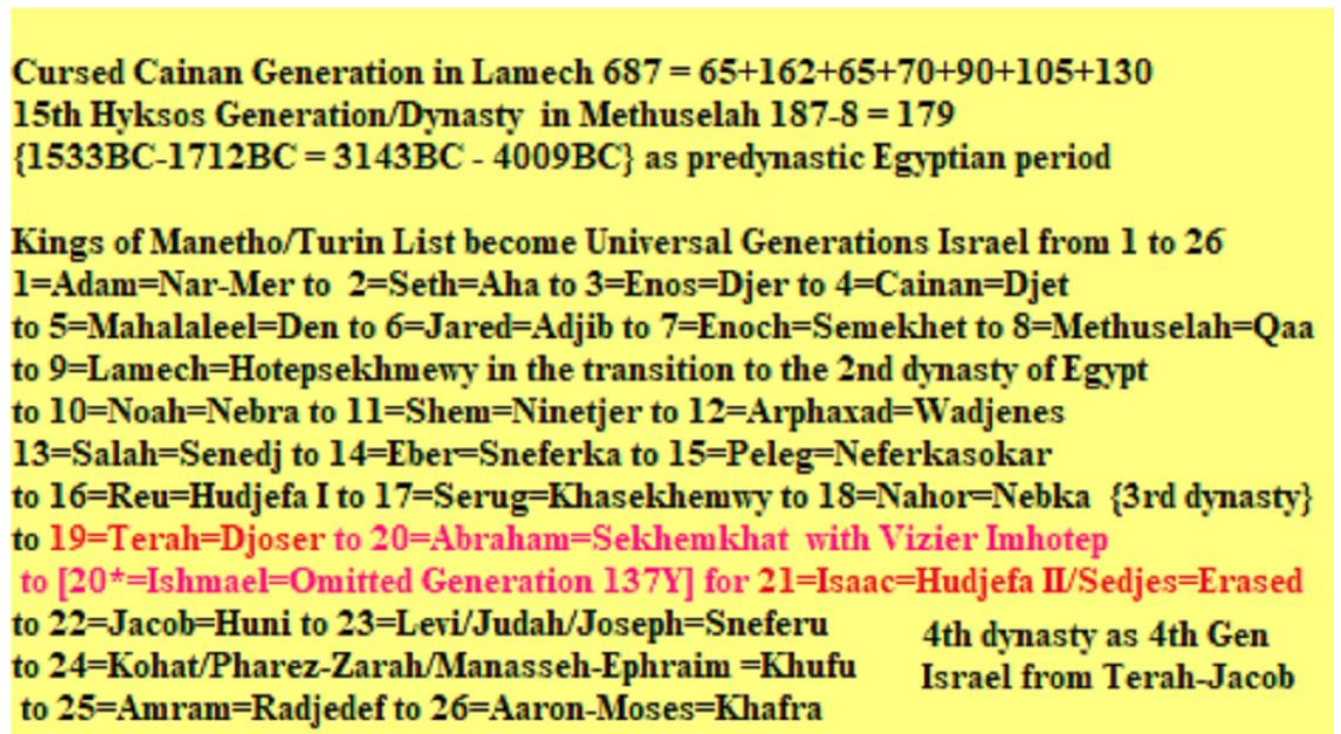 Cursed Cainan Generation in Lamech 687 = 65+162+65+70+90+105+130
15th Hyksos Generation/Dynasty in Methuselah 187-8 = 179
{1533BC-1712BC = 3143BC - 4009BC} as predynastic Egyptian period
Kings of Manetho/Turin List become Universal Generations Israel from 1 to 26
1=Adam=Nar-Mer to 2=Seth=Aha to 3=Enos=Djer to 4=Cainan=Djet
to 5=Mahalaleel=Den to 6=Jared=Adjib to 7=Enoch=Semekhet to 8=Methuselah=Qaa
to 9=Lamech=Hotepsekhmewy in the transition to the 2nd dynasty of Egypt
to 10=Noah=Nebra to 11=Shem=Ninetjer to 12=Arphaxad=Wadjenes
13=Salah=Senedj to 14=Eber=Sneferka to 15=Peleg=Neferkasokar
to 16=Reu=Hudjefa I to 17=Serug=Khasekhemwy to 18=Nahor=Nebka {3rd dynasty}
to 19=Terah=Djoser to 20=Abraham=Sekhemkhat with Vizier Imhotep
to [20*=Ishmael=Omitted Generation 137Y] for 21=Isaac=Hudjefa II/Sedjes=Erased
to 22=Jacob=Huni to 23=Levi/Judah/Joseph=Sneferu
to 24=Kohat/Pharez-Zarah/Manasseh-Ephraim =Khufu
to 25=Amram=Radjedef to 26=Aaron-Moses=Khafra
4th dynasty as 4th Gen
Israel from Terah-Jacob